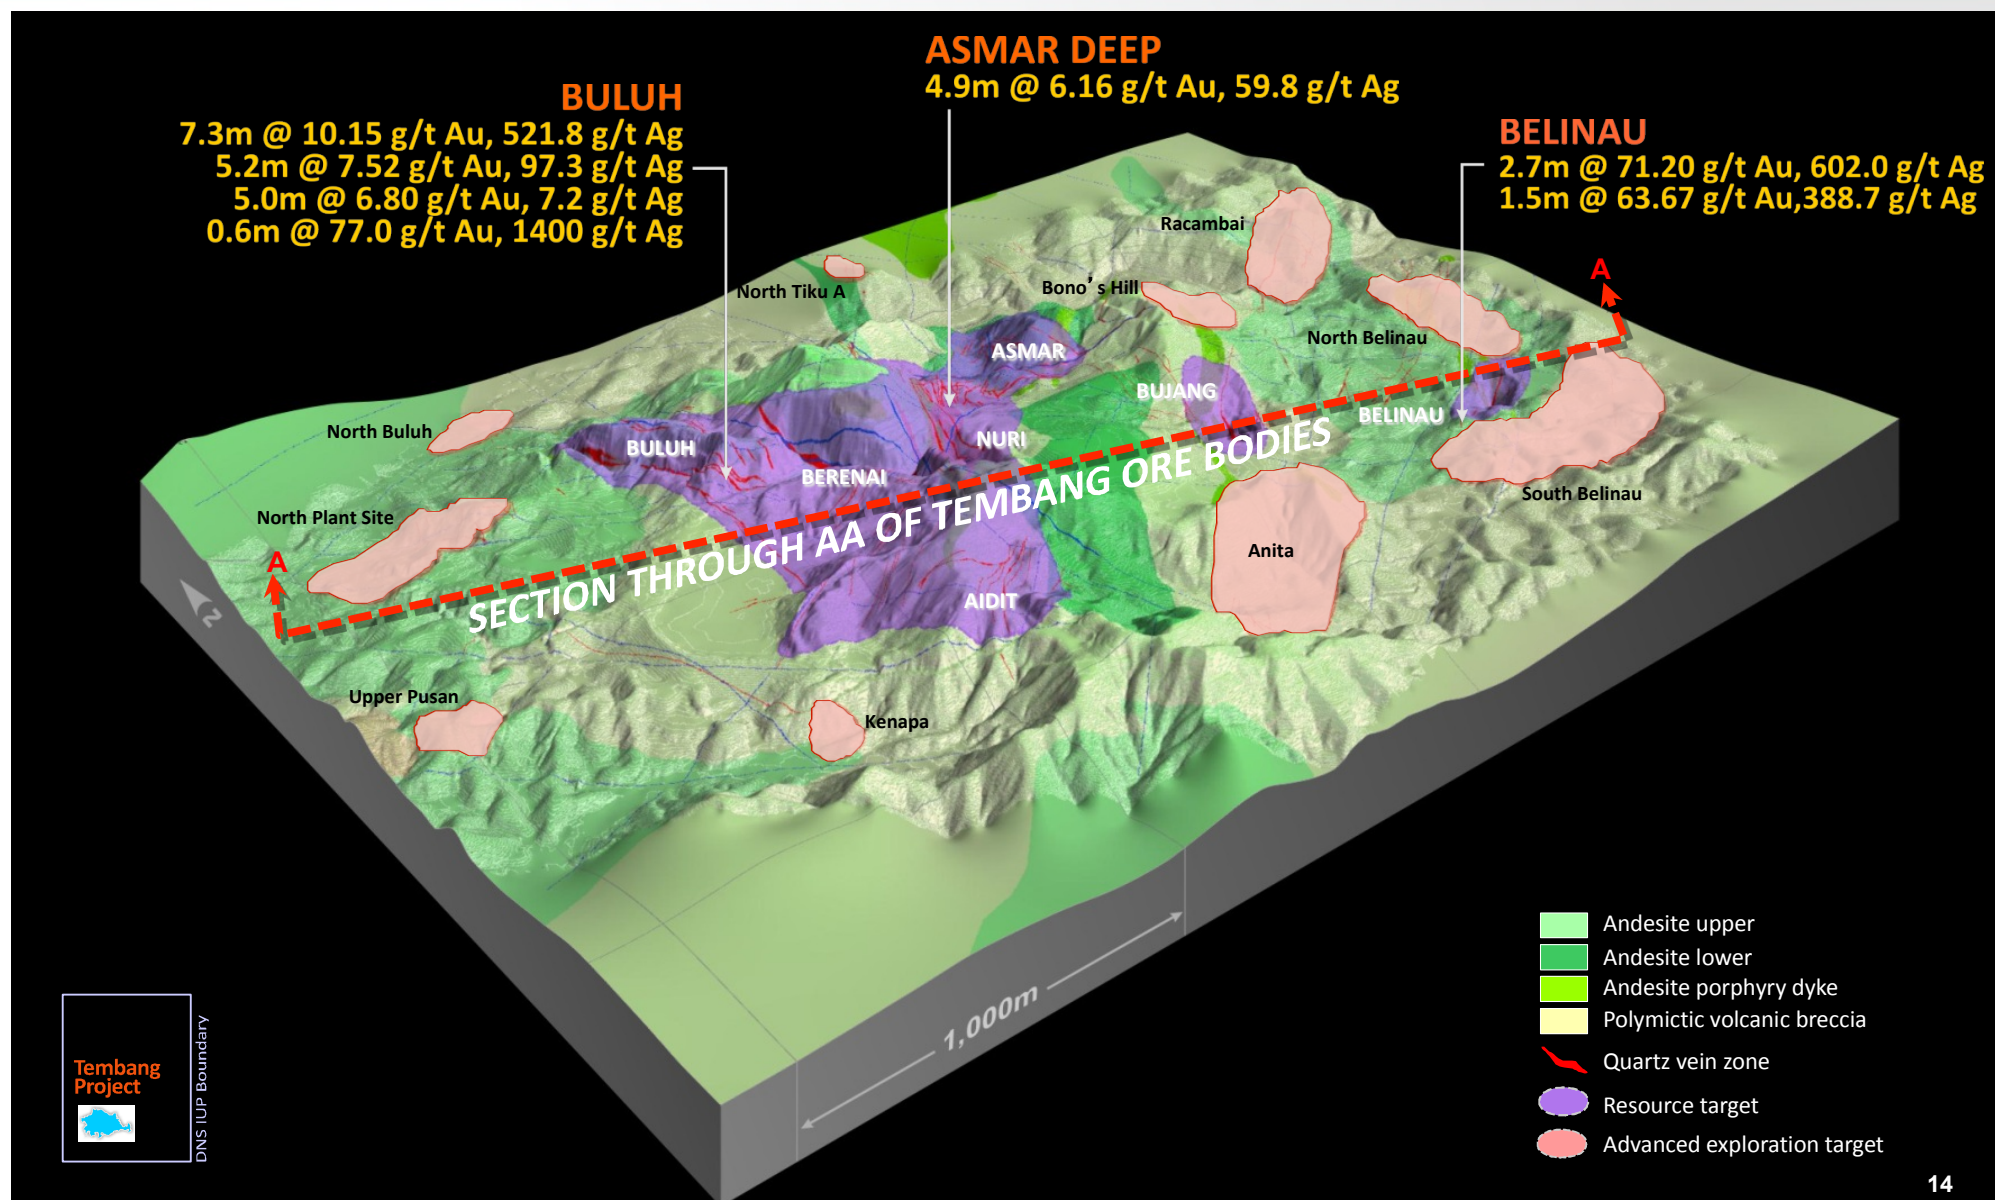 ASMAR DEEP
4.9m @ 6.16 g/t Au, 59.8 g/t Ag
BULUH
7.3m @ 10.15 g/t Au, 521.8 g/t Ag
5.2m @ 7.52 g/t Au, 97.3 g/t Ag
5.0m @ 6.80 g/t Au, 7.2 g/t Ag
0.6m @ 77.0 g/t Au, 1400 g/t Ag
BELINAU
2.7m @ 71.20 g/t Au, 602.0 g/t Ag
1.5m @ 63.67 g/t Au,388.7 g/t Ag
Racambai
A
North Tiku A
Bono’s Hill
North Belinau
ASMAR
BUJANG
BELINAU
North Buluh
BULUH
NURI
BERENAI
South Belinau
North Plant Site
SECTION THROUGH AA OF TEMBANG ORE BODIES
Anita
A
N
AIDIT
Upper Pusan
Kenapa
1,000m
Andesite upper
Andesite lower
Andesite porphyry dyke
Polymictic volcanic breccia
Quartz vein zone
Resource target
Advanced exploration target
Tembang
Project
DNS IUP Boundary
14